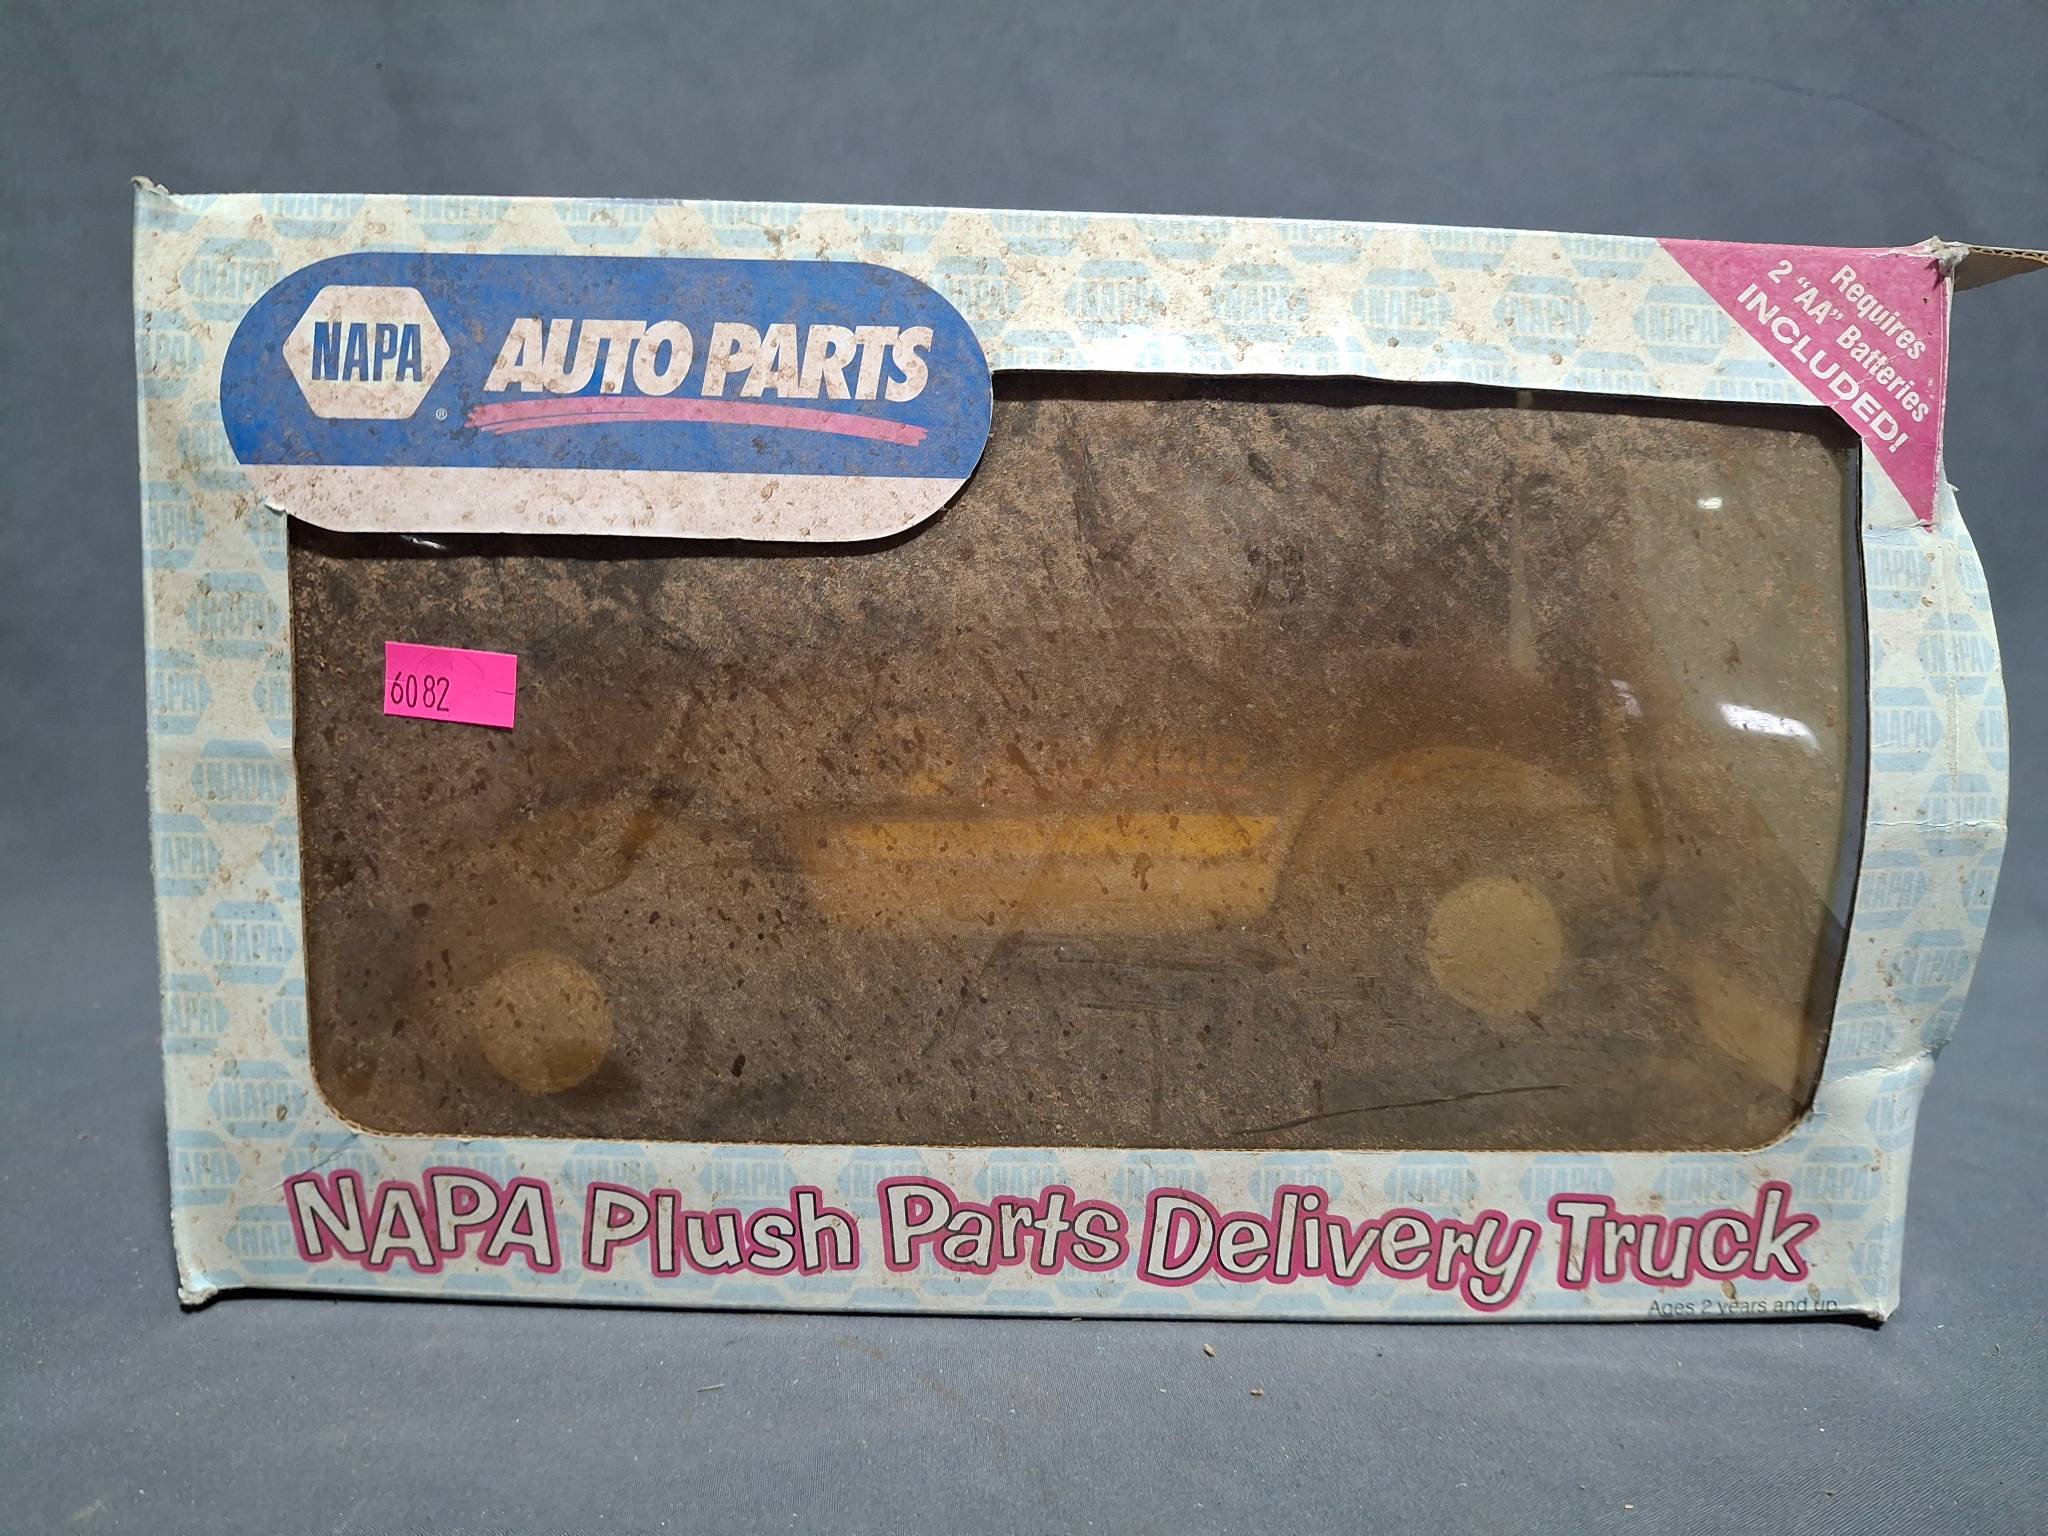 NAPA
®
AUTO PARTS
Requires
2 "AA" Batteries
INCLUDED!
6082
NAPA Plush Parts Delivery Truck
Ages 2 years and up